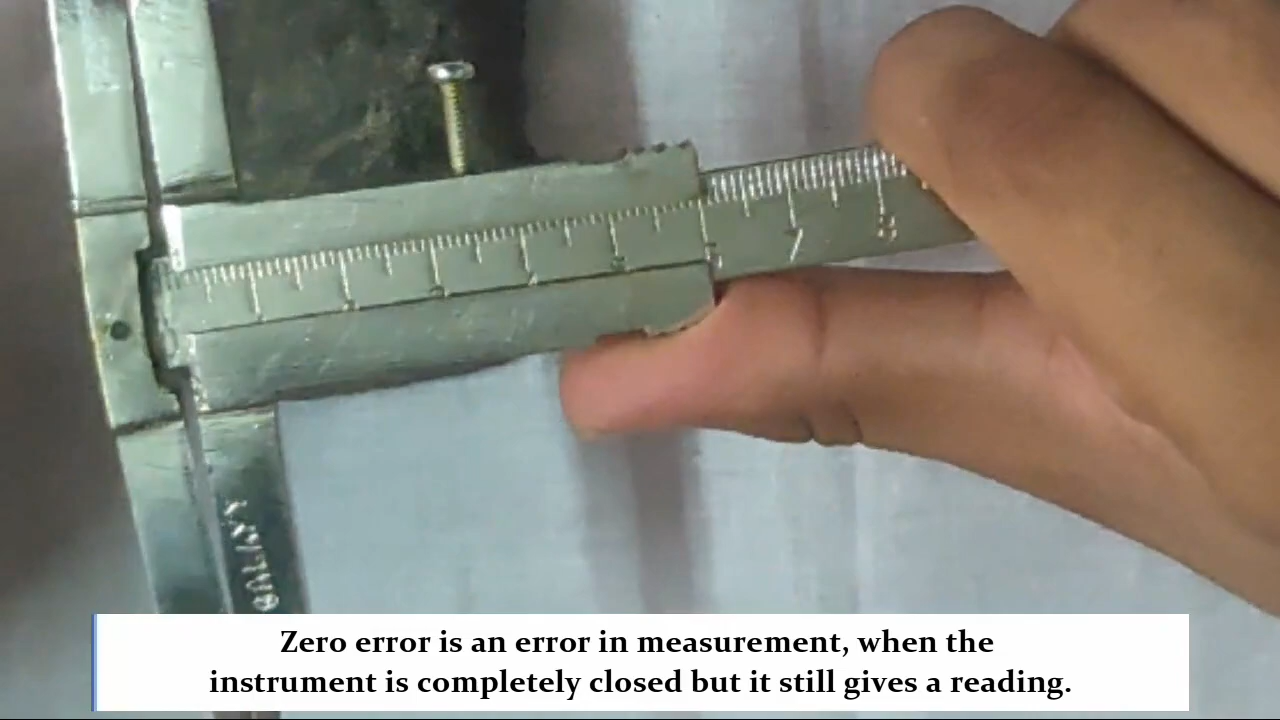 Zero error is an error in measurement, when the
instrument is completely closed but it still gives a reading.